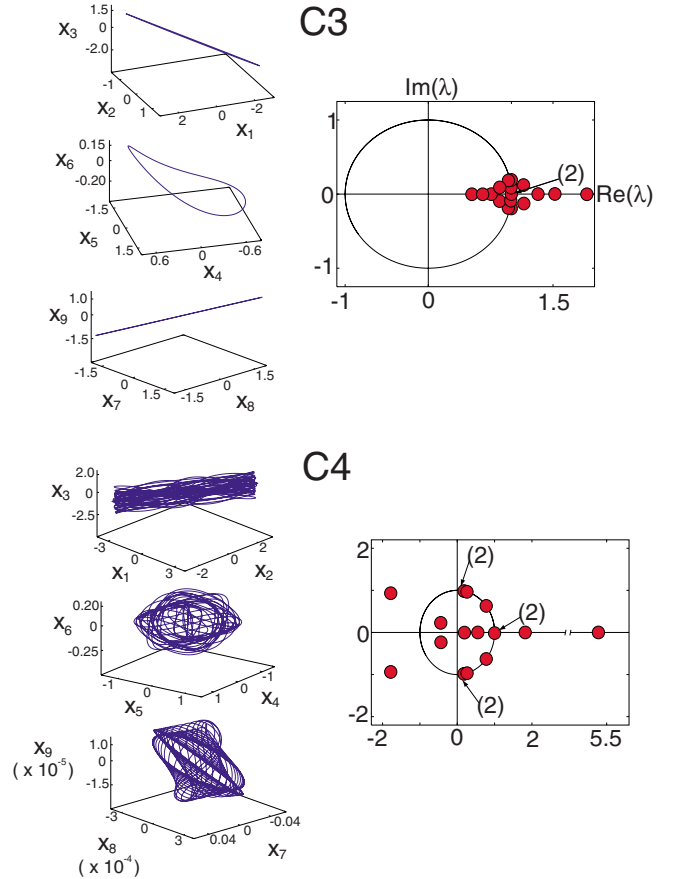 C3
1.5
X3
0
-2.0
-1
0
1
X2
2
0
-2
X1
0.15
X6
0
-0.20
-1.5
0
1.5
X5
0.6
0
-0.6
X4
1.0
X9
0
-1.5
-1.5
0
1.5
X7
-1.5
0
1.5
X8
Im(λ)
1
0
-1
(2)
Re(λ)
-1
0
1.5
C4
2.0
X3
0
-2.5
-3
0
3
X1
-2
0
2
X2
0.20
X6
0
-0.25
-1
0
1
X5
1
0
-1
X4
X9
( x 10-5)
1.0
0
-1.5
-3
0
3
X8
( x 10-4)
0.04
0
-0.04
X7
2
0
-2
(2)
(2)
(2)
-2
0
2
5.5